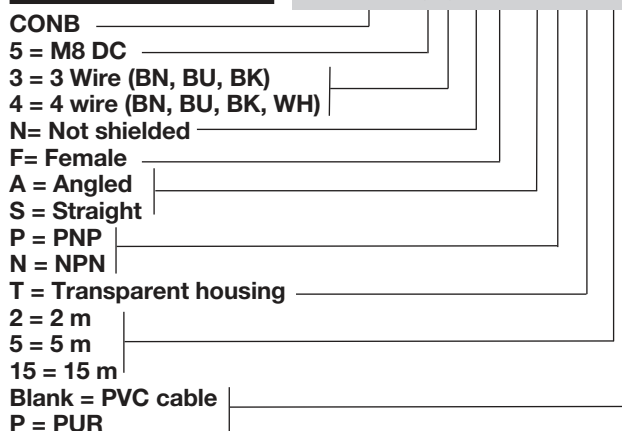 CONB
5 = M8 DC
3 = 3 Wire (BN, BU, BK)
4 = 4 wire (BN, BU, BK, WH)
N= Not shielded
F= Female
A = Angled
S = Straight
P = PNP
N = NPN
T = Transparent housing
2 = 2 m
5 = 5 m
15 = 15 m
Blank = PVC cable
P = PUR